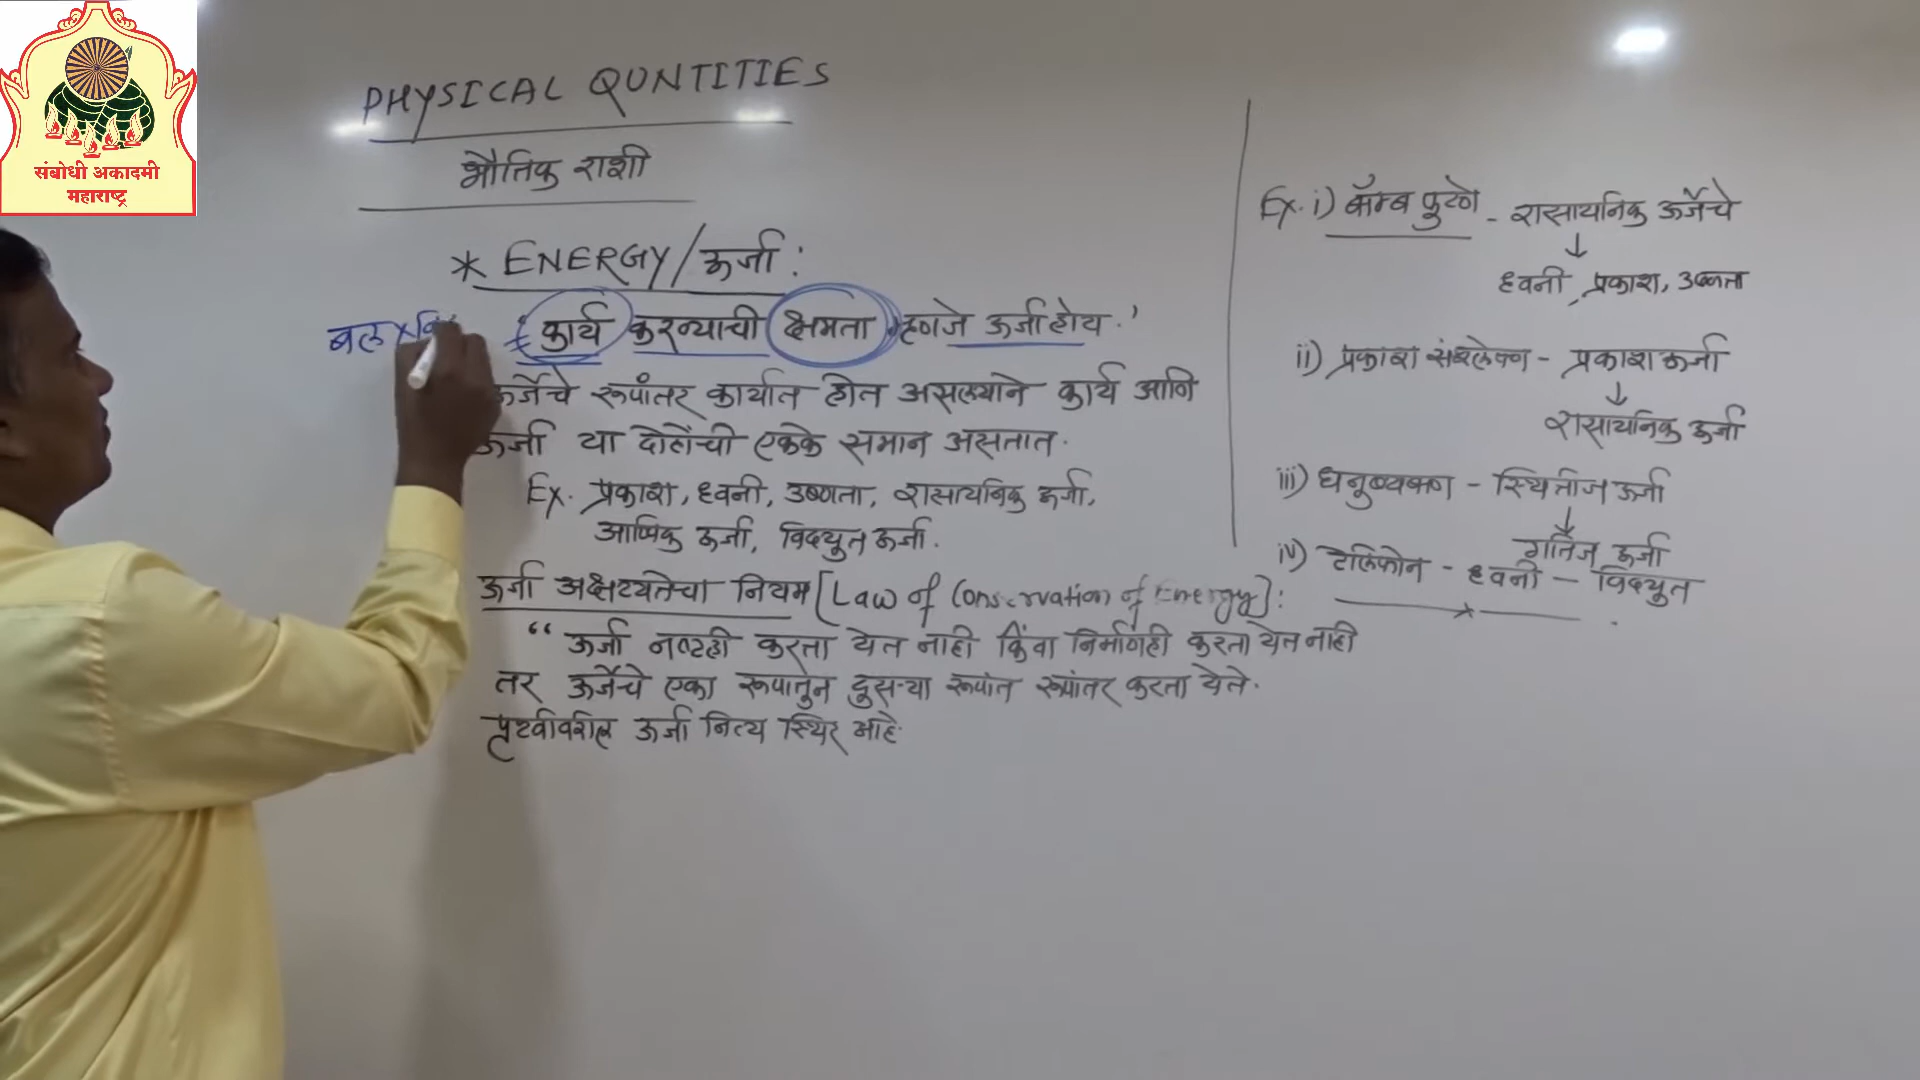 संबोधी अकादमी
महाराष्ट्र
PHYSICAL QUNTITIES
भौतिक राशी
* ENERGY/ऊर्जा :
बल x
'कार्य करण्याची क्षमता म्हणजे ऊर्जा होय.'
ऊर्जेचे रूपांतर कार्यात होत असल्याने कार्य आणि
ऊर्जा या दोहोंची एकके समान असतात.
Ex. प्रकाश, ध्वनी, उष्णता, रासायनिक ऊर्जा,
आण्विक ऊर्जा, विद्युत ऊर्जा.
ऊर्जा अक्षय्यतेचा नियम [Law of Conservation of Energy]:
“ ऊर्जा नष्टही करता येत नाही किंवा निर्माणही करता येत नाही
तर ऊर्जेचे एका रूपातून दुसऱ्या रूपात रूपांतर करता येते.
पृथ्वीवरील ऊर्जा नित्य स्थिर आहे.
Ex. i) बॉम्ब फुटणे - रासायनिक ऊर्जेचे
↓
ध्वनी, प्रकाश, उष्णता
ii) प्रकाश संश्लेषण - प्रकाश ऊर्जा
↓
रासायनिक ऊर्जा
iii) धनुष्यबाण - स्थितीज ऊर्जा
↓
गतिज ऊर्जा
iv) टेलिफोन - ध्वनी - विद्युत